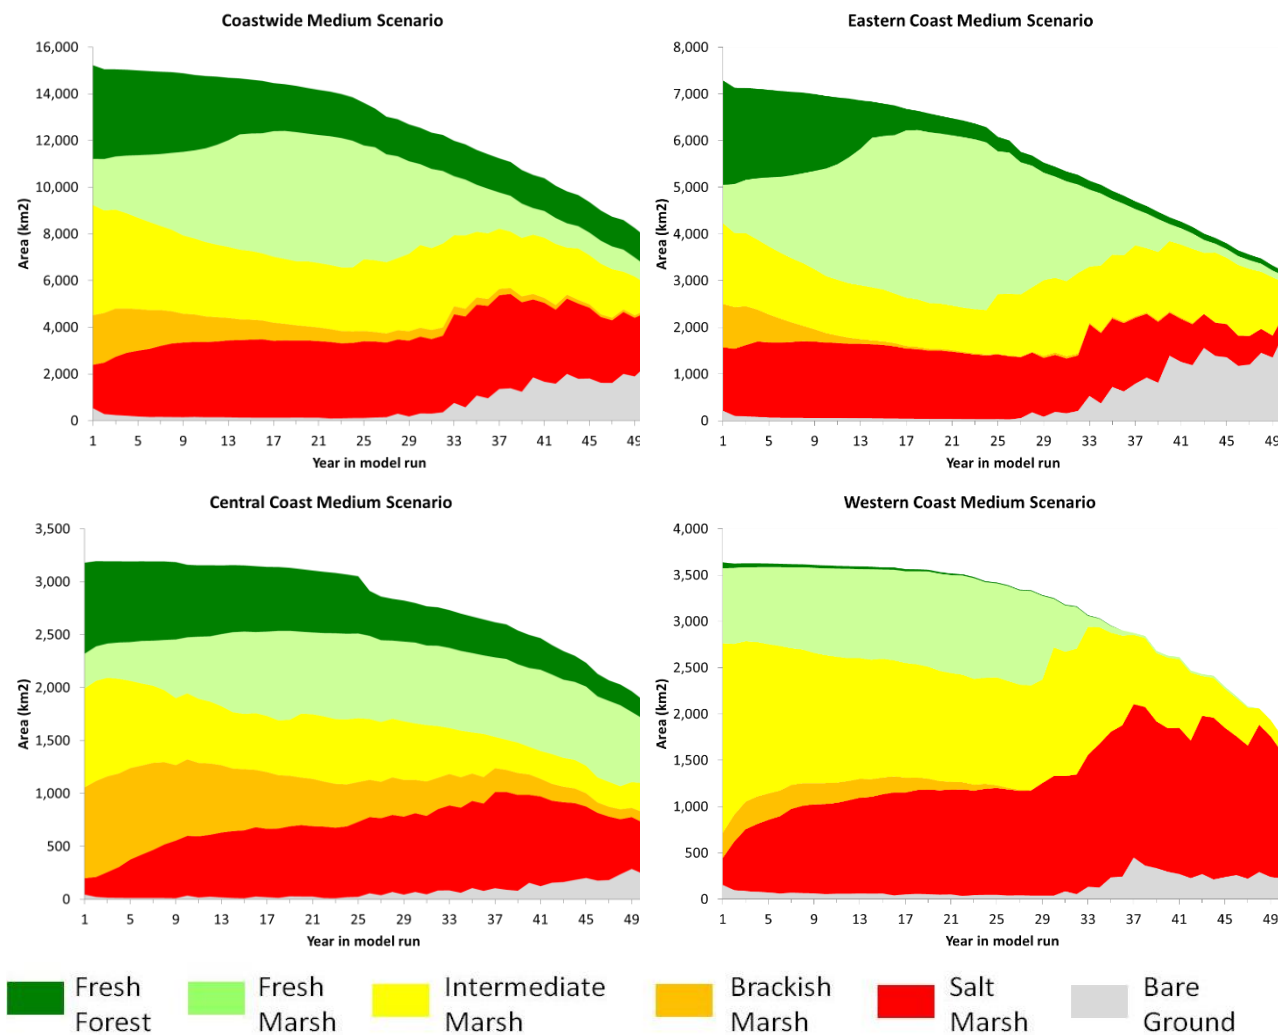 Coastwide Medium Scenario
16,000
14,000
12,000
10,000
8,000
6,000
4,000
2,000
0
Area (km2)
1 5 9 13 17 21 25 29 33 37 41 45 49
Year in model run
Eastern Coast Medium Scenario
8,000
7,000
6,000
5,000
4,000
3,000
2,000
1,000
0
Area (km2)
1 5 9 13 17 21 25 29 33 37 41 45 49
Year in model run
Central Coast Medium Scenario
3,500
3,000
2,500
2,000
1,500
1,000
500
0
Area (km2)
1 5 9 13 17 21 25 29 33 37 41 45 49
Year in model run
Western Coast Medium Scenario
4,000
3,500
3,000
2,500
2,000
1,500
1,000
500
0
Area (km2)
1 5 9 13 17 21 25 29 33 37 41 45 49
Year in model run
Fresh
Forest
Fresh
Marsh
Intermediate
Marsh
Brackish
Marsh
Salt
Marsh
Bare
Ground